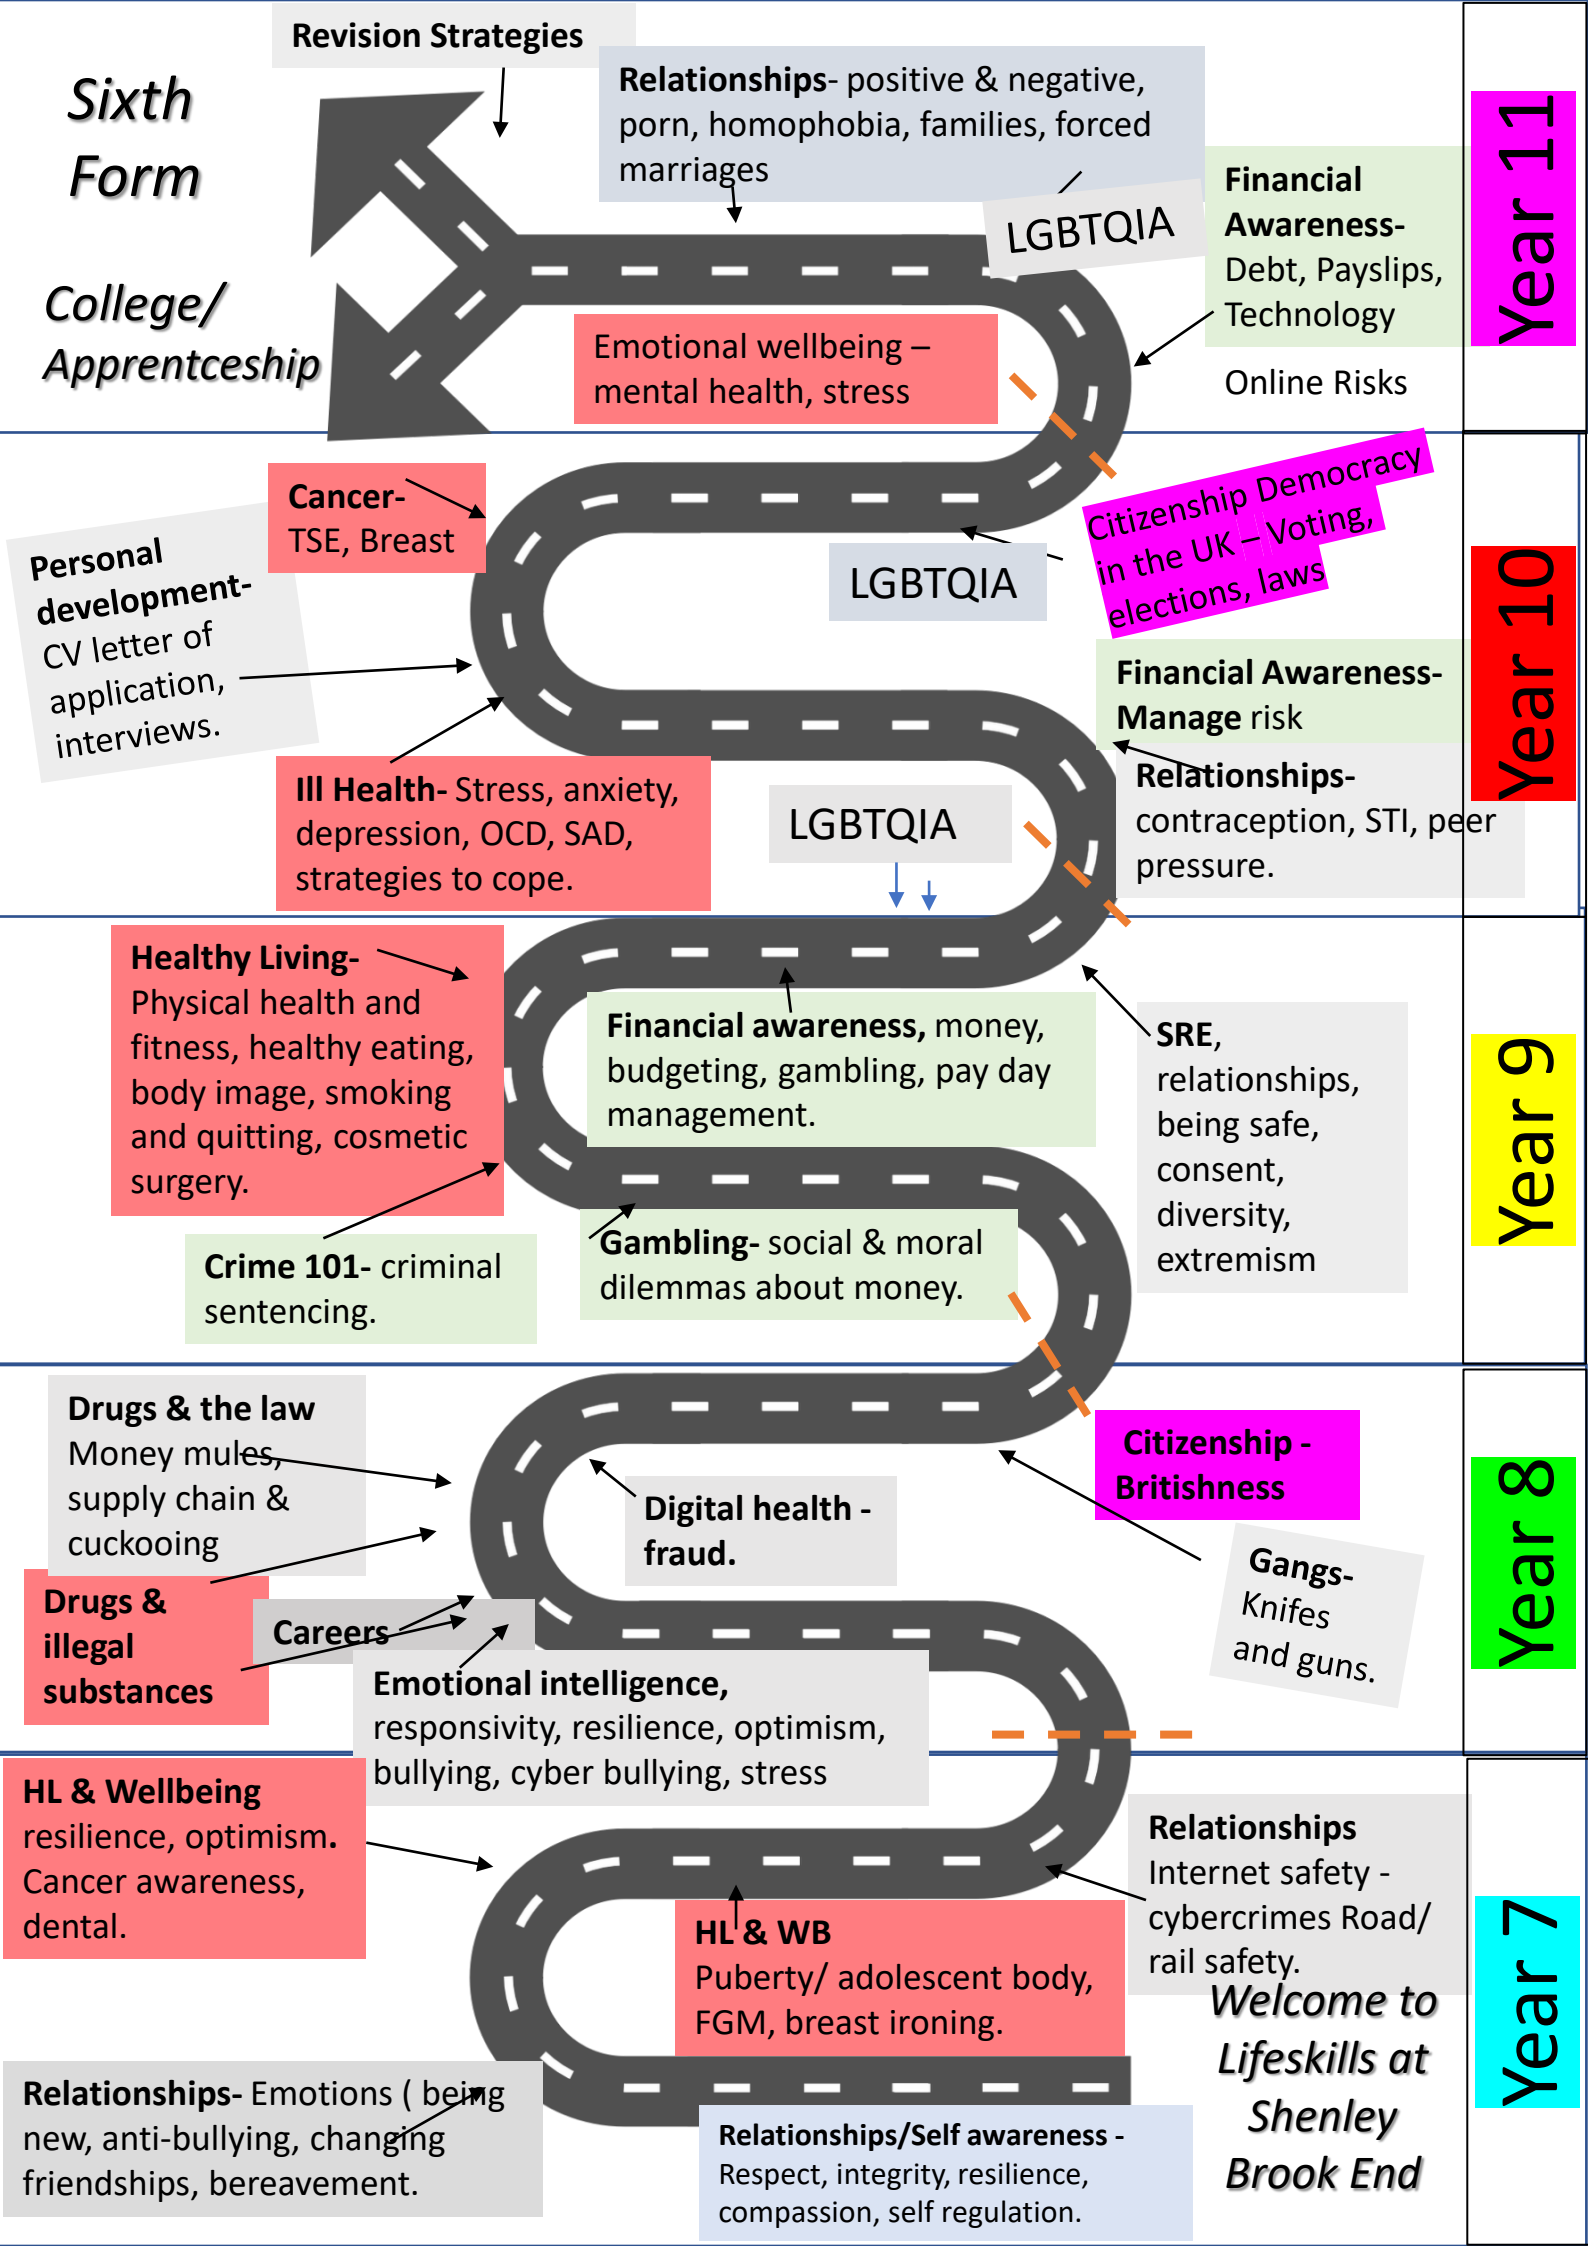 Revision Strategies
Sixth
Form
Relationships- positive & negative,
porn, homophobia, families, forced
marriages
LGBTQIA
Financial
Awareness-
Debt, Payslips,
Technology
Online Risks
Year 11
College/
Apprentceship
Emotional wellbeing –
mental health, stress
Cancer-
TSE, Breast
Citizenship Democracy
in the UK – Voting,
elections, laws
LGBTQIA
Personal
development-
CV letter of
application,
interviews.
Year 10
Financial Awareness-
Manage risk
Relationships-
contraception, STI, peer
pressure.
Ill Health- Stress, anxiety,
depression, OCD, SAD,
strategies to cope.
LGBTQIA
Healthy Living-
Physical health and
fitness, healthy eating,
body image, smoking
and quitting, cosmetic
surgery.
Financial awareness, money,
budgeting, gambling, pay day
management.
SRE,
relationships,
being safe,
consent,
diversity,
extremism
Year 9
Crime 101- criminal
sentencing.
Gambling- social & moral
dilemmas about money.
Drugs & the law
Money mules,
supply chain &
cuckooing
Citizenship -
Britishness
Digital health -
fraud.
Gangs-
Knifes
and guns.
Year 8
Drugs &
illegal
substances
Careers
Emotional intelligence,
responsivity, resilience, optimism,
bullying, cyber bullying, stress
HL & Wellbeing
resilience, optimism.
Cancer awareness,
dental.
Relationships
Internet safety -
cybercrimes Road/
rail safety.
HL & WB
Puberty/ adolescent body,
FGM, breast ironing.
Year 7
Welcome to
Lifeskills at
Shenley
Brook End
Relationships- Emotions ( being
new, anti-bullying, changing
friendships, bereavement.
Relationships/Self awareness -
Respect, integrity, resilience,
compassion, self regulation.